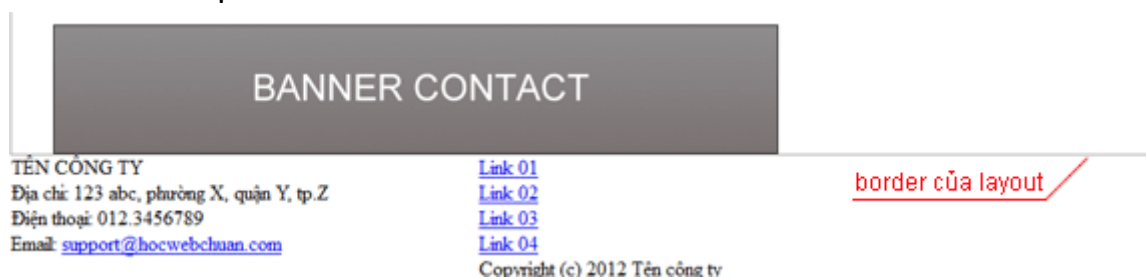 BANNER CONTACT
TÊN CÔNG TY
Địa chỉ: 123 abc, phường X, quận Y, tp.Z
Điện thoại: 012.3456789
Email: support@hocwebchuan.com
Link 01
Link 02
Link 03
Link 04
Copyright (c) 2012 Tên công ty
border của layout